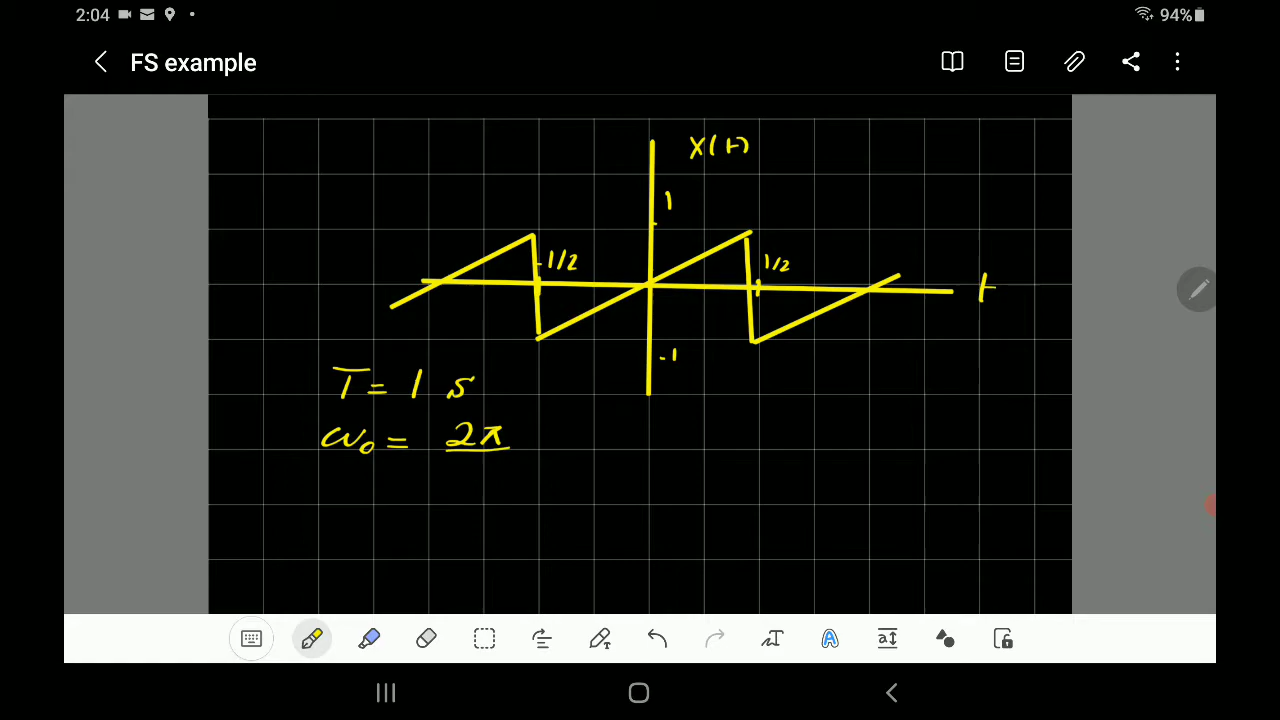 2:04 94%
FS example
x(t)
1
-1/2
1/2
t
-1
T = 1 s
ω₀ = 2π